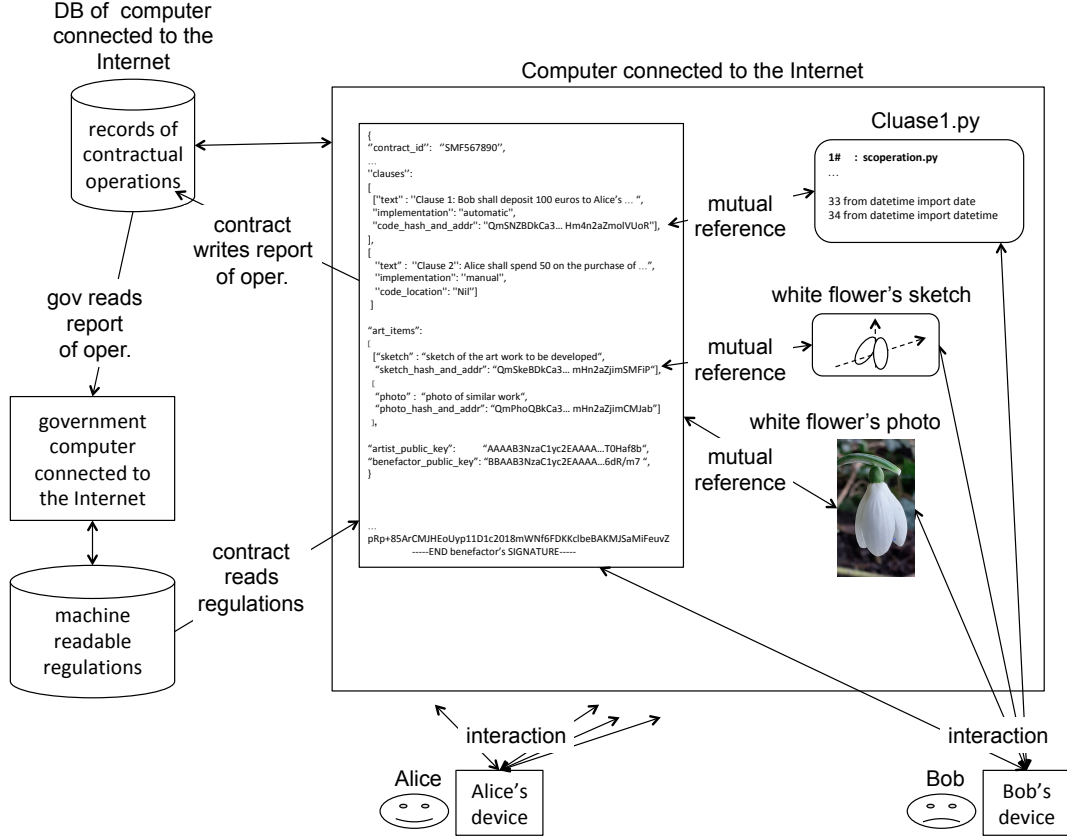 DB of computer
connected to the
Internet
records of
contractual
operations
contract
writes report
of oper.
gov reads
report
of oper.
government
computer
connected to
the Internet
machine
readable
regulations
contract
reads
regulations
Computer connected to the Internet
{
"contract_id": "SMF567890",
...
"clauses":
[
["text" : "Clause 1: Bob shall deposit 100 euros to Alice's ... ",
"implementation": "automatic",
"code_hash_and_addr": "QmSNZBDkCa3... Hm4n2aZmolVUoR"],
],
[
"text" : "Clause 2": Alice shall spend 50 on the purchase of ...",
"implementation": "manual",
"code_location": "Nil"]
]
"art_items":
[
["sketch" : "sketch of the art work to be developed",
"sketch_hash_and_addr": "QmSkeBDkCa3... mHn2aZjimSMFiP"],
[
"photo" : "photo of similar work",
"photo_hash_and_addr": "QmPhoQBkCa3... mHn2aZjimCMJab"]
],
"artist_public_key": "AAAAB3NzaC1yc2EAAAA...T0Haf8b",
"benefactor_public_key": "BBAAB3NzaC1yc2EAAAA...6dR/m7 ",
}
...
pRp+85ArCMJHEoUyp11D1c2018mWNf6FDKKclbeBAKMJSaMiFeuvZ
-----END benefactor's SIGNATURE-----
mutual
reference
Cluase1.py
1# : scoperation.py
...
33 from datetime import date
34 from datetime import datetime
white flower's sketch
mutual
reference
white flower's photo
mutual
reference
interaction
Alice
Alice's
device
interaction
Bob
Bob's
device